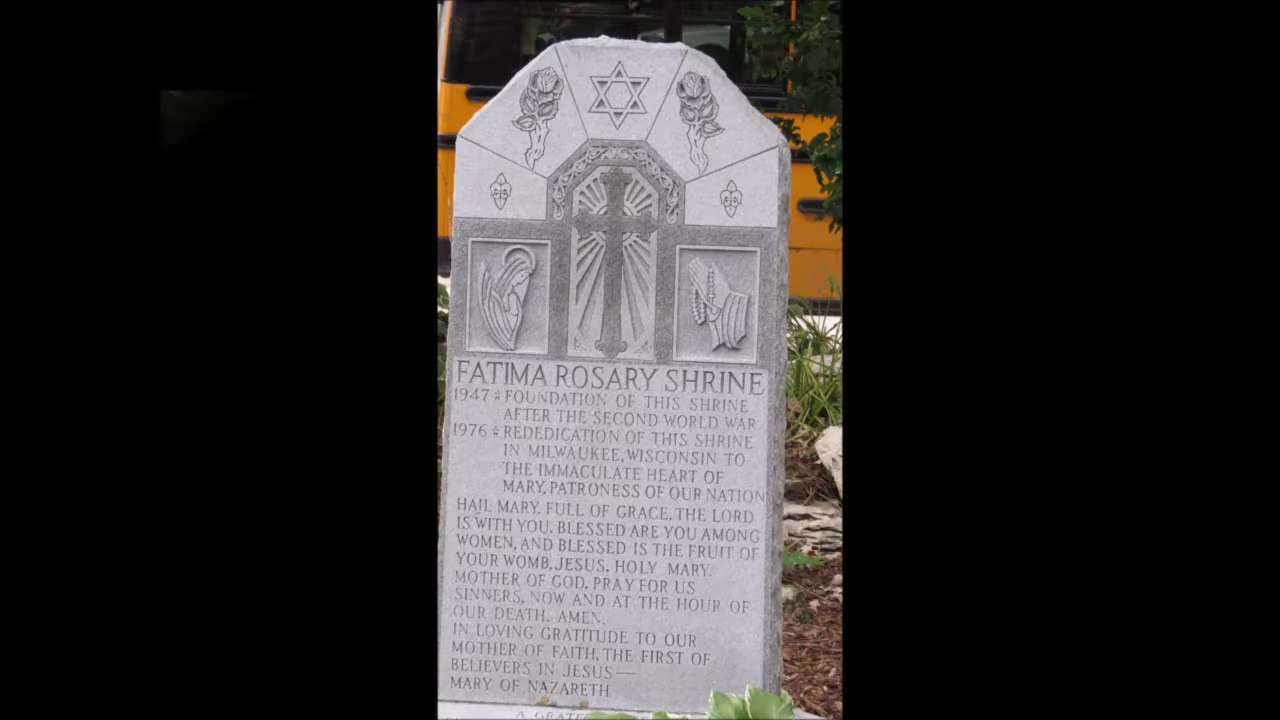 FATIMA ROSARY SHRINE
1947 FOUNDATION OF THIS SHRINE
AFTER THE SECOND WORLD WAR
1976 REDEDICATION OF THIS SHRINE
IN MILWAUKEE, WISCONSIN TO
THE IMMACULATE HEART OF
MARY, PATRONESS OF OUR NATION
HAIL MARY, FULL OF GRACE, THE LORD
IS WITH YOU. BLESSED ARE YOU AMONG
WOMEN, AND BLESSED IS THE FRUIT OF
YOUR WOMB, JESUS. HOLY MARY,
MOTHER OF GOD, PRAY FOR US
SINNERS, NOW AND AT THE HOUR OF
OUR DEATH. AMEN.
IN LOVING GRATITUDE TO OUR
MOTHER OF FAITH, THE FIRST OF
BELIEVERS IN JESUS—
MARY OF NAZARETH
A